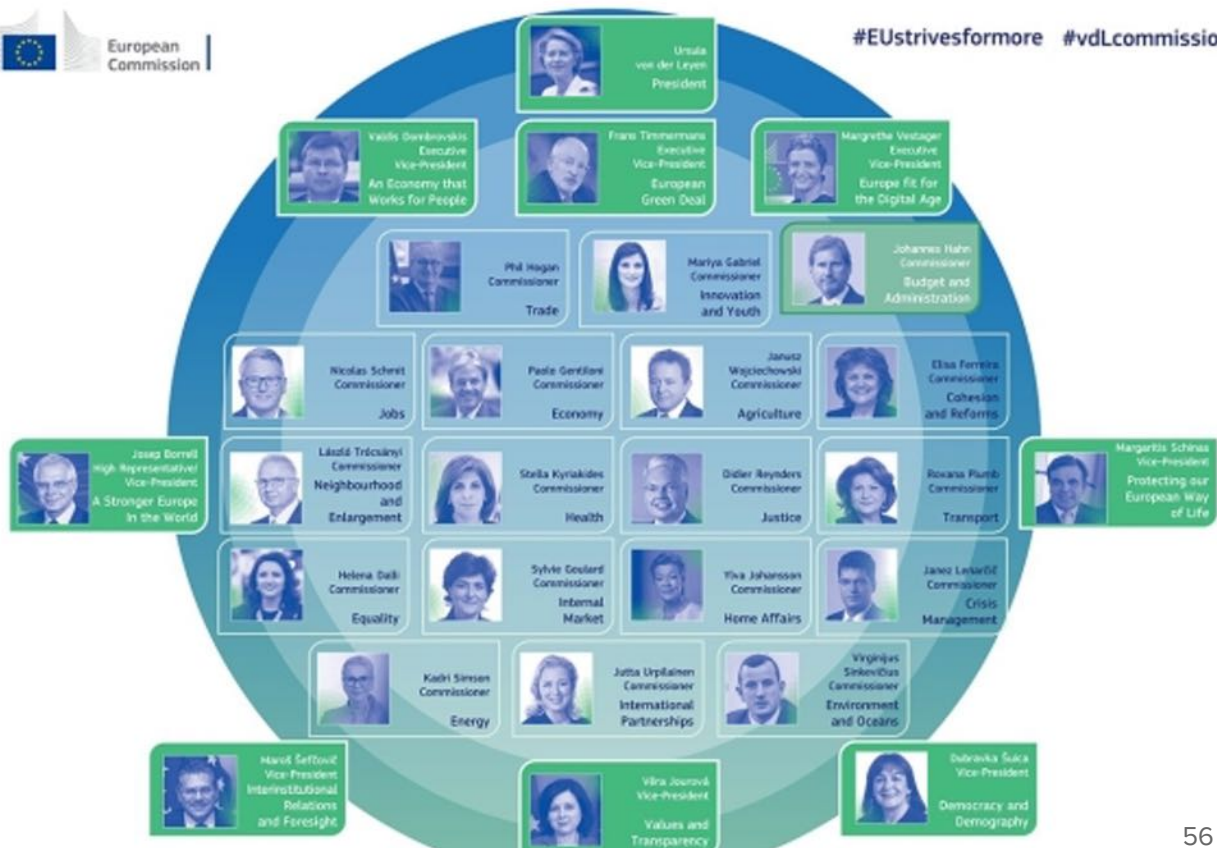 European
Commission
#EUstrivesformore #vdLcommissio
Ursula
von der Leyen
President
Valdis Dombrovskis
Executive
Vice-President
An Economy that
Works for People
Frans Timmermans
Executive
Vice-President
European
Green Deal
Margrethe Vestager
Executive
Vice-President
Europe fit for
the Digital Age
Phil Hogan
Commissioner
Trade
Mariya Gabriel
Commissioner
Innovation
and Youth
Johannes Hahn
Commissioner
Budget and
Administration
Nicolas Schmit
Commissioner
Jobs
Paolo Gentiloni
Commissioner
Economy
Janusz
Wojciechowski
Commissioner
Agriculture
Elisa Ferreira
Commissioner
Cohesion
and Reforms
Josep Borrell
High Representative/
Vice-President
A Stronger Europe
in the World
László Trócsányi
Commissioner
Neighbourhood
and
Enlargement
Stella Kyriakides
Commissioner
Health
Didier Reynders
Commissioner
Justice
Rovana Plumb
Commissioner
Transport
Margaritis Schinas
Vice-President
Protecting our
European Way
of Life
Helena Dalli
Commissioner
Equality
Sylvie Goulard
Commissioner
Internal
Market
Ylva Johansson
Commissioner
Home Affairs
Janez Lenarčič
Commissioner
Crisis
Management
Kadri Simson
Commissioner
Energy
Jutta Urpilainen
Commissioner
International
Partnerships
Virginijus
Sinkevičius
Commissioner
Environment
and Oceans
Maroš Šefčovič
Vice-President
Interinstitutional
Relations
and Foresight
Věra Jourová
Vice-President
Values and
Transparency
Dubravka Šuica
Vice-President
Democracy and
Demography
56